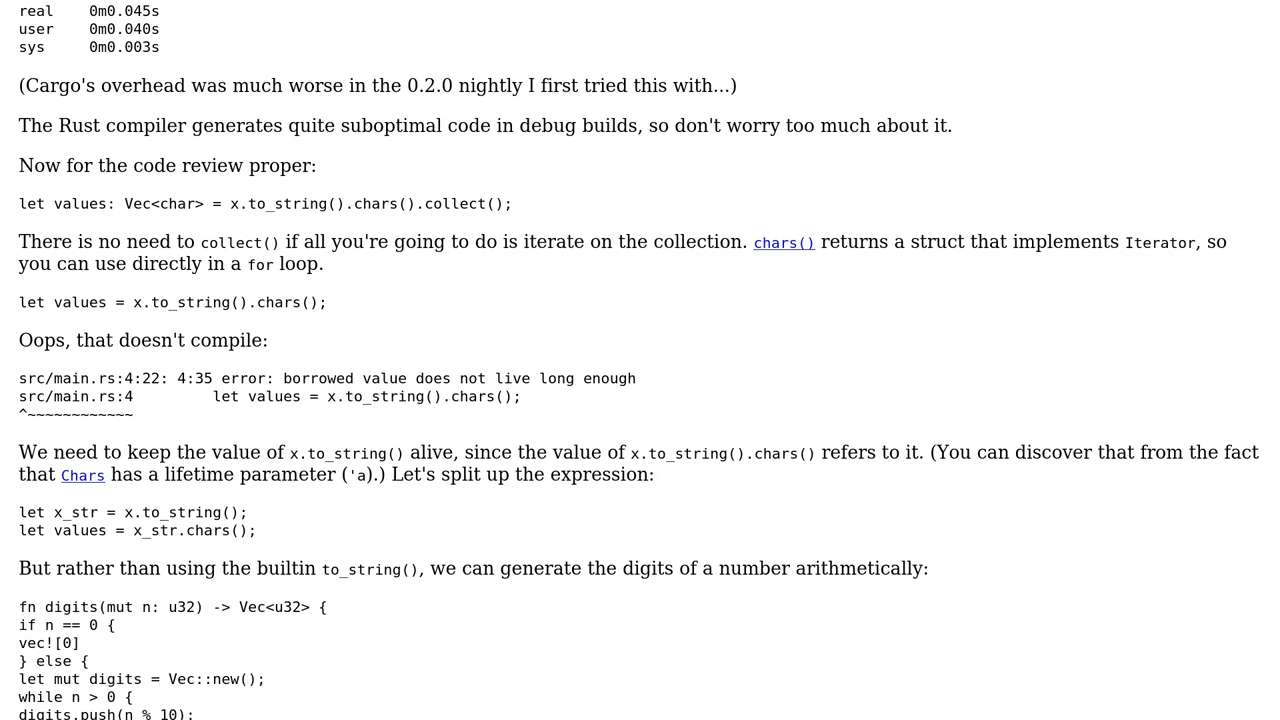 real    0m0.045s
user    0m0.040s
sys     0m0.003s
(Cargo's overhead was much worse in the 0.2.0 nightly I first tried this with...)
The Rust compiler generates quite suboptimal code in debug builds, so don't worry too much about it.
Now for the code review proper:
let values: Vec<char> = x.to_string().chars().collect();
There is no need to collect() if all you're going to do is iterate on the collection. chars() returns a struct that implements Iterator, so
you can use directly in a for loop.
let values = x.to_string().chars();
Oops, that doesn't compile:
src/main.rs:4:22: 4:35 error: borrowed value does not live long enough
src/main.rs:4         let values = x.to_string().chars();
^~~~~~~~~~~~~
We need to keep the value of x.to_string() alive, since the value of x.to_string().chars() refers to it. (You can discover that from the fact
that Chars has a lifetime parameter ('a).) Let's split up the expression:
let x_str = x.to_string();
let values = x_str.chars();
But rather than using the builtin to_string(), we can generate the digits of a number arithmetically:
fn digits(mut n: u32) -> Vec<u32> {
if n == 0 {
vec![0]
} else {
let mut digits = Vec::new();
while n > 0 {
digits.push(n % 10);